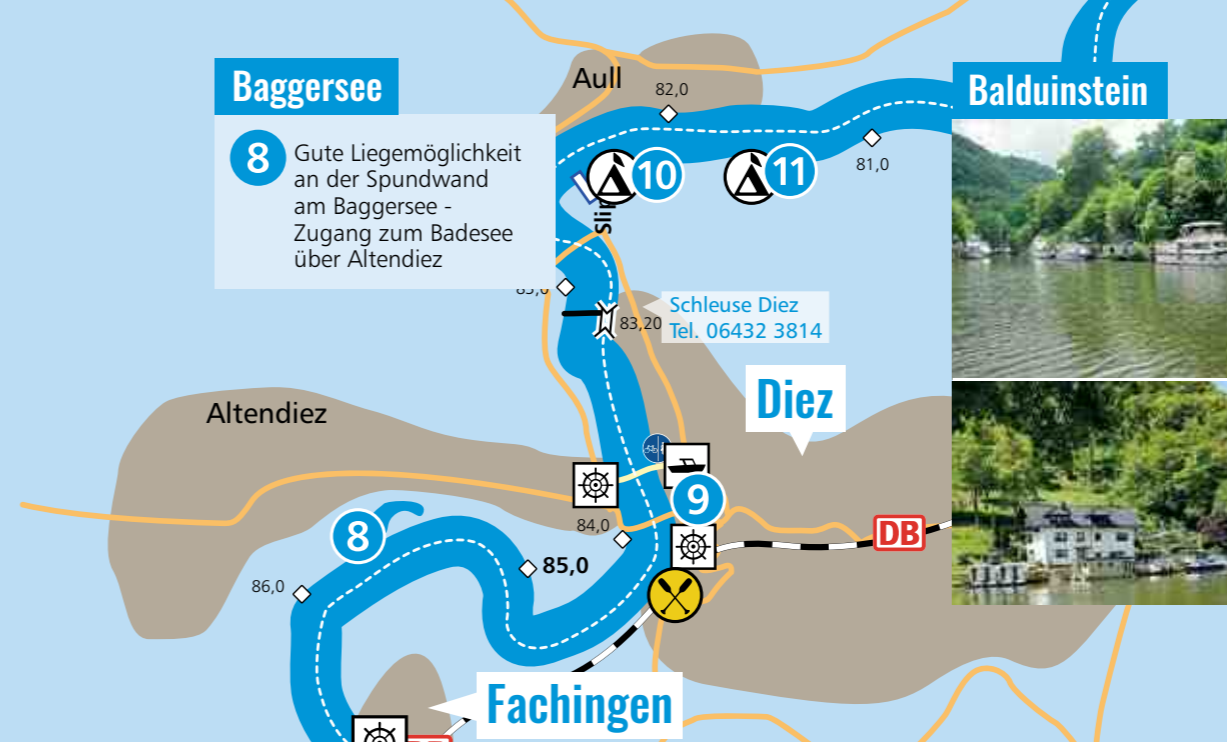 Baggersee
8
Gute Liegemöglichkeit
an der Spundwand
am Baggersee -
Zugang zum Badesee
über Altendiez
Aull
82,0
Balduinstein
81,0
10
11
Slip
83,0
83,20
Schleuse Diez
Tel. 06432 3814
Diez
Altendiez
9
84,0
DB
8
85,0
86,0
Fachingen